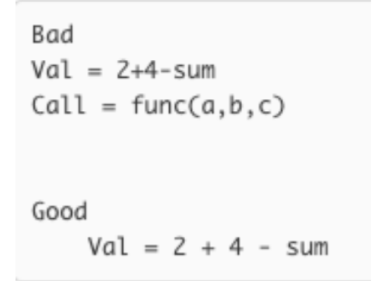 Bad
Val = 2+4-sum
Call = func(a,b,c)
Good
Val = 2 + 4 - sum